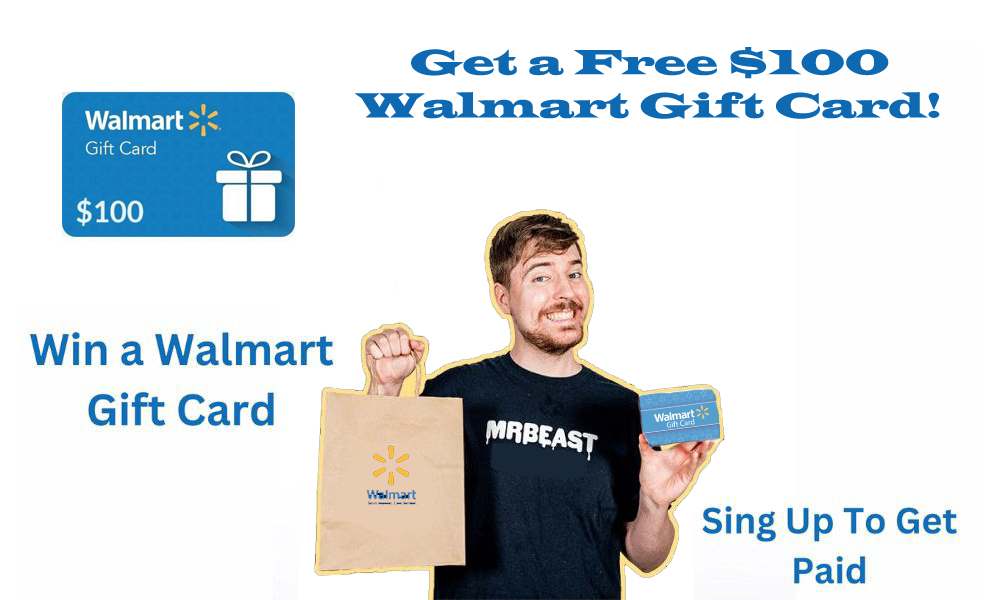 Get a Free $100
Walmart Gift Card!
Walmart
Gift Card
$100
Win a Walmart
Gift Card
MRBEAST
Walmart
Gift Card
Walmart
Sing Up To Get
Paid